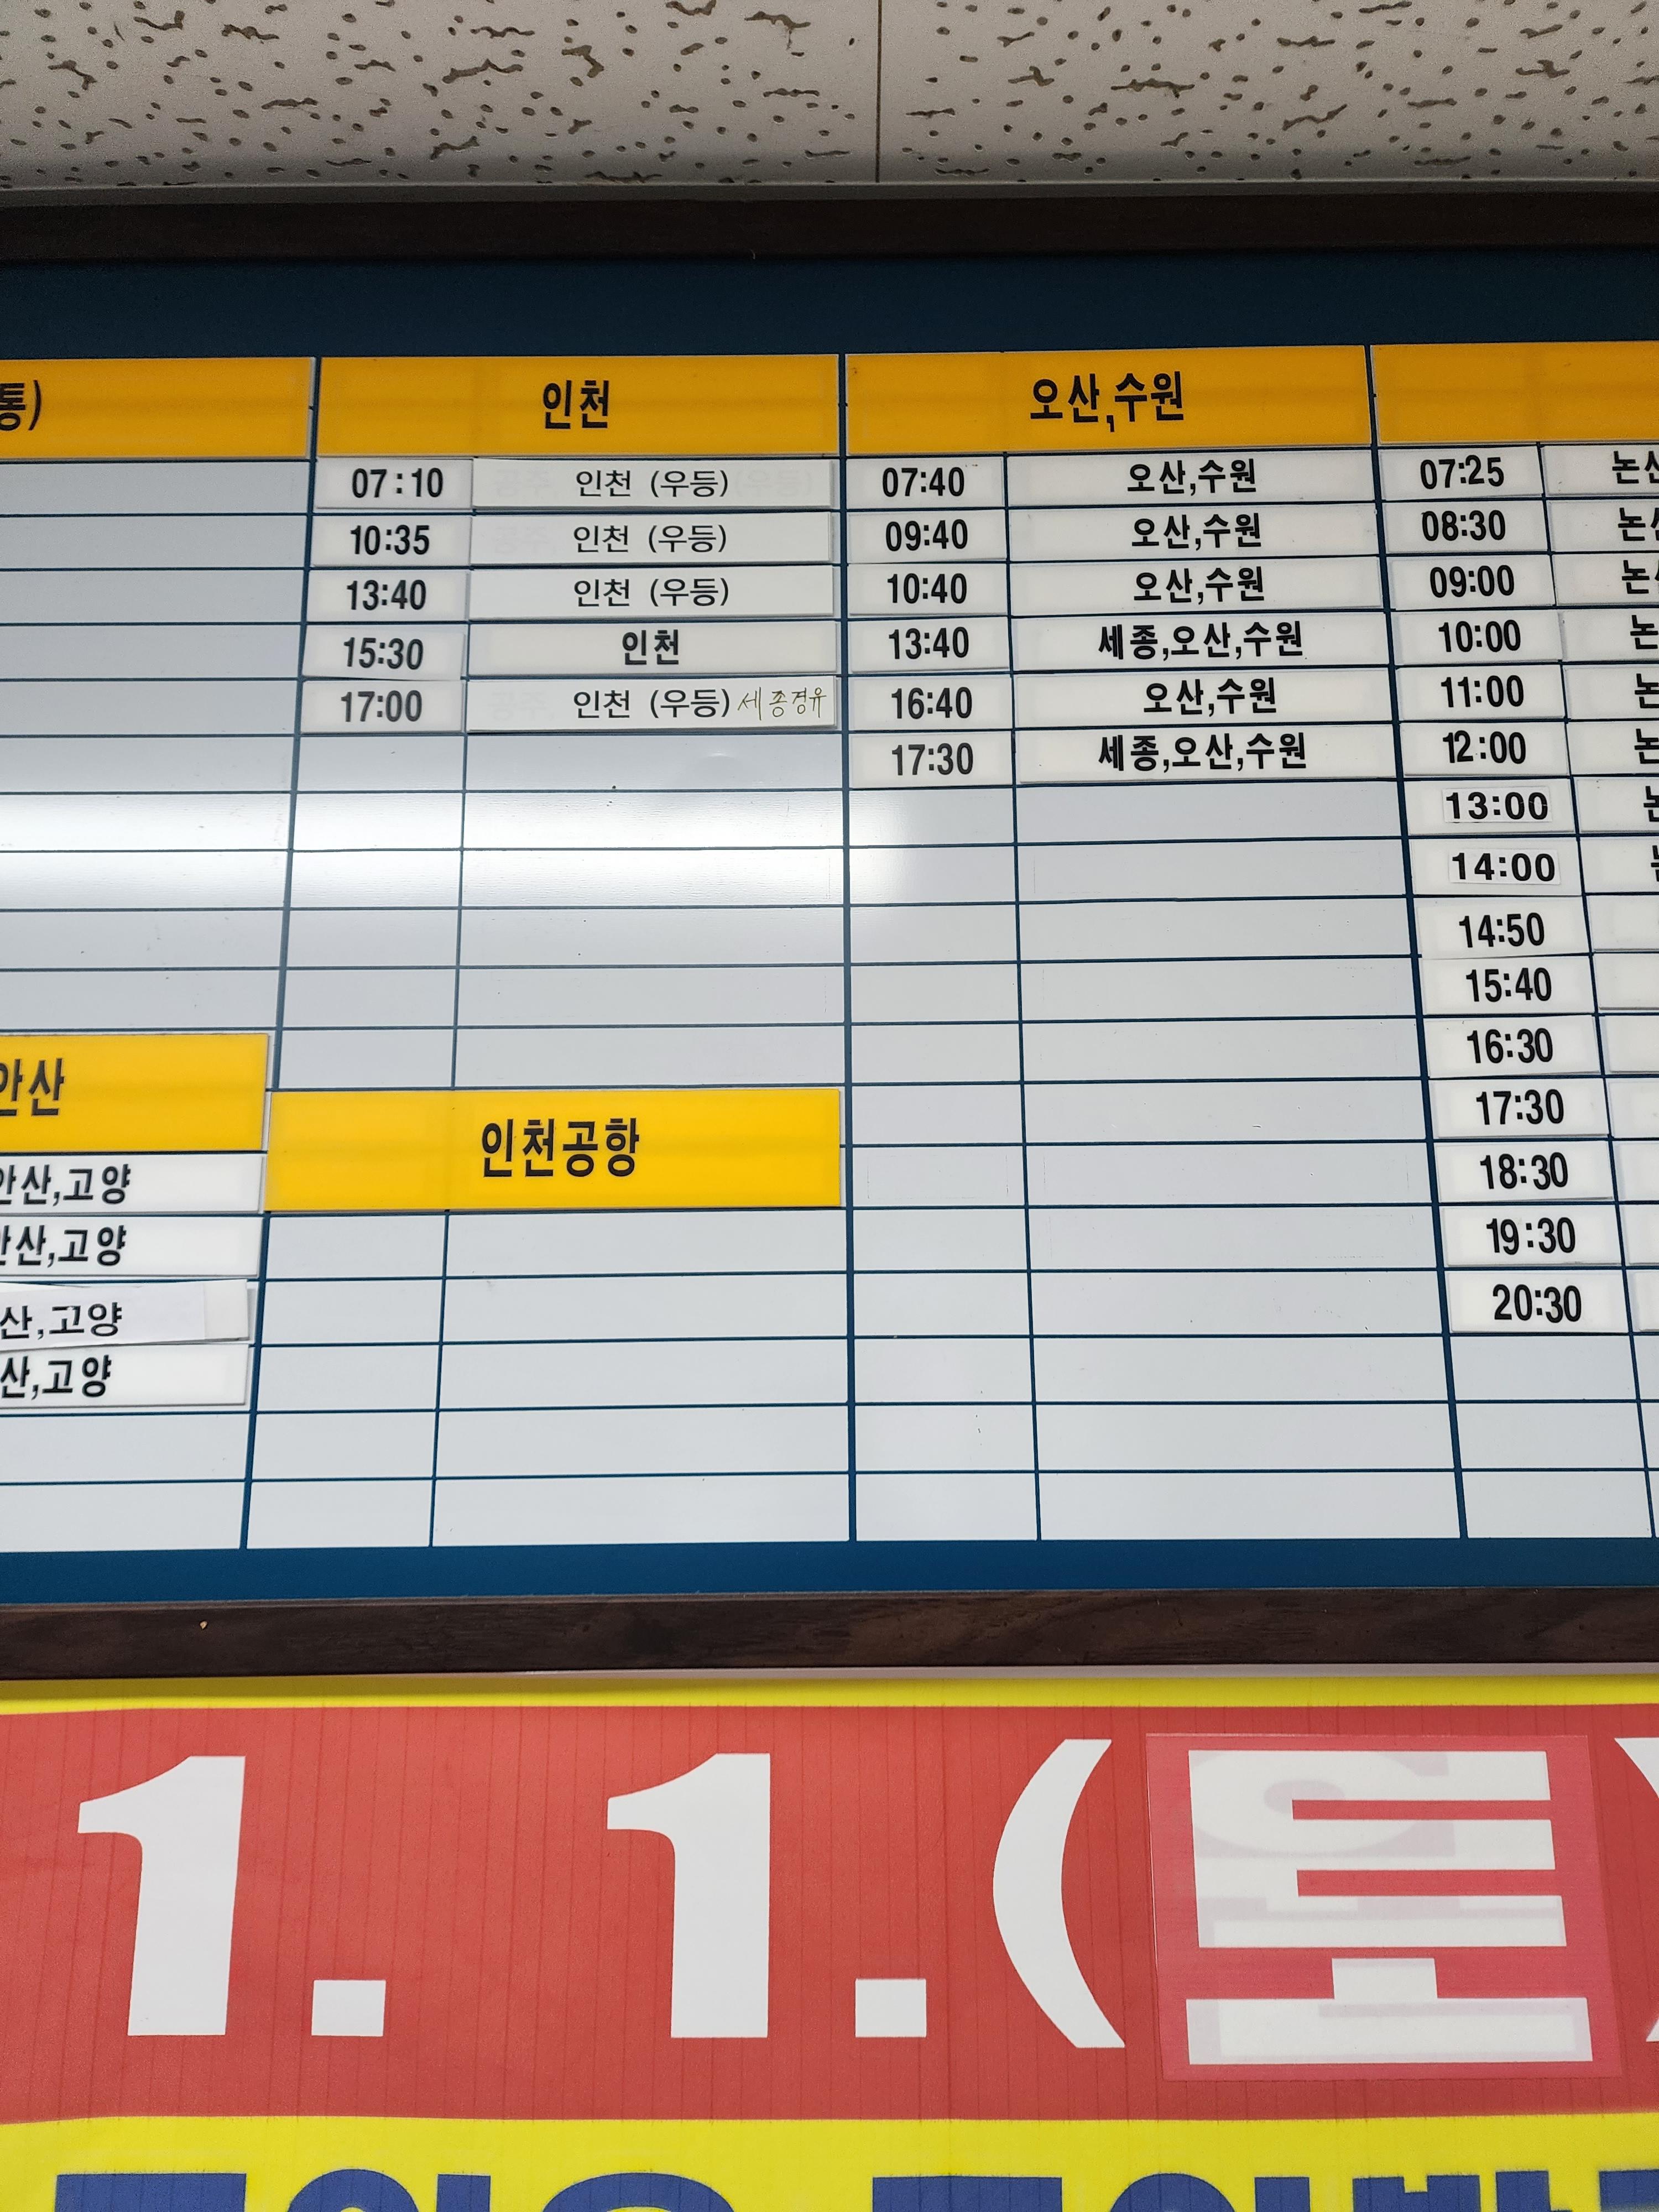 통)
인천
07:10 인천 (우등)
10:35 인천 (우등)
13:40 인천 (우등)
15:30 인천
17:00 인천 (우등) 세종경유
오산,수원
07:40 오산,수원
09:40 오산,수원
10:40 오산,수원
13:40 세종,오산,수원
16:40 오산,수원
17:30 세종,오산,수원
07:25
08:30
09:00
10:00
11:00
12:00
13:00
14:00
14:50
15:40
16:30
17:30
18:30
19:30
20:30
안산
안산,고양
안산,고양
산,고양
산,고양
인천공항
1. 1.(토)